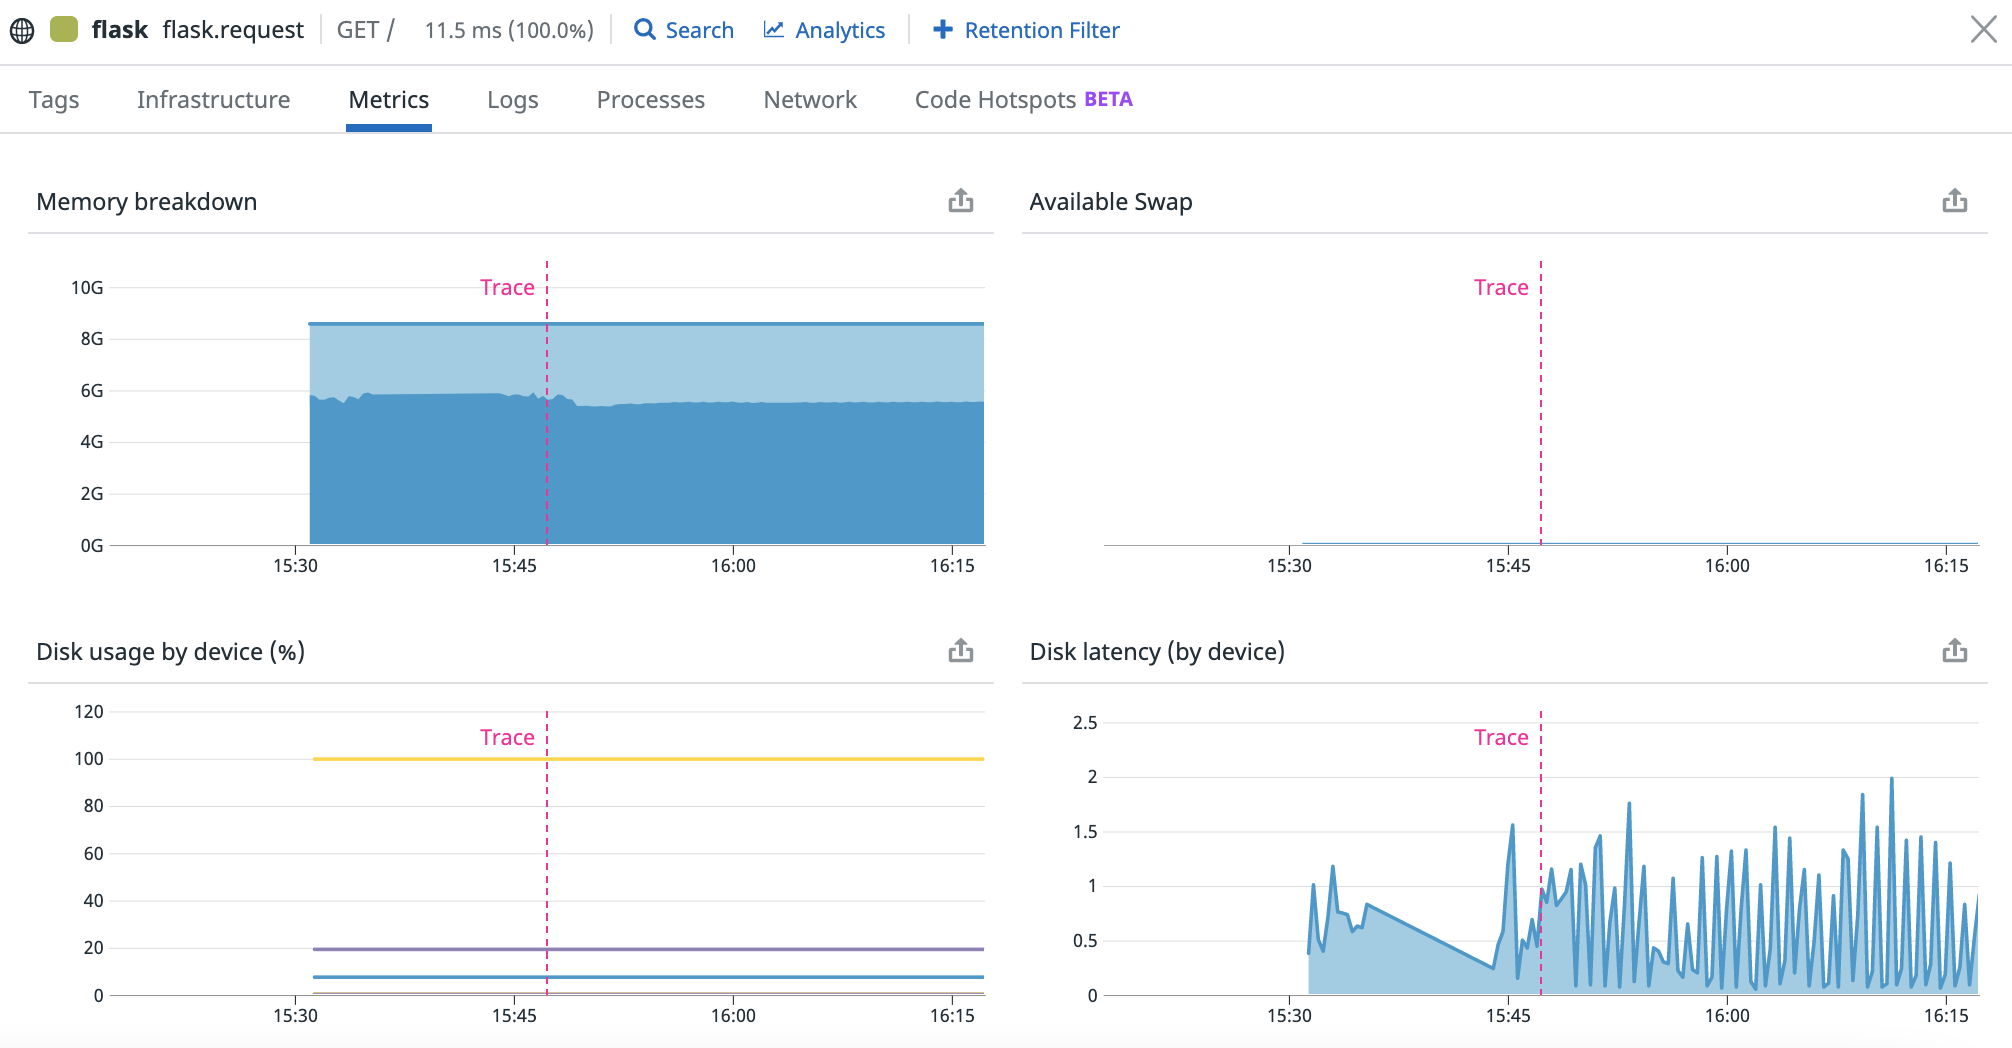 flask flask.request GET / 11.5 ms (100.0%) Search Analytics Retention Filter
Tags Infrastructure Metrics Logs Processes Network Code Hotspots BETA
Memory breakdown
Trace
10G
8G
6G
4G
2G
0G
15:30 15:45 16:00 16:15
Available Swap
Trace
15:30 15:45 16:00 16:15
Disk usage by device (%)
120
Trace
100
80
60
40
20
0
15:30 15:45 16:00 16:15
Disk latency (by device)
2.5
Trace
2
1.5
1
0.5
0
15:30 15:45 16:00 16:15